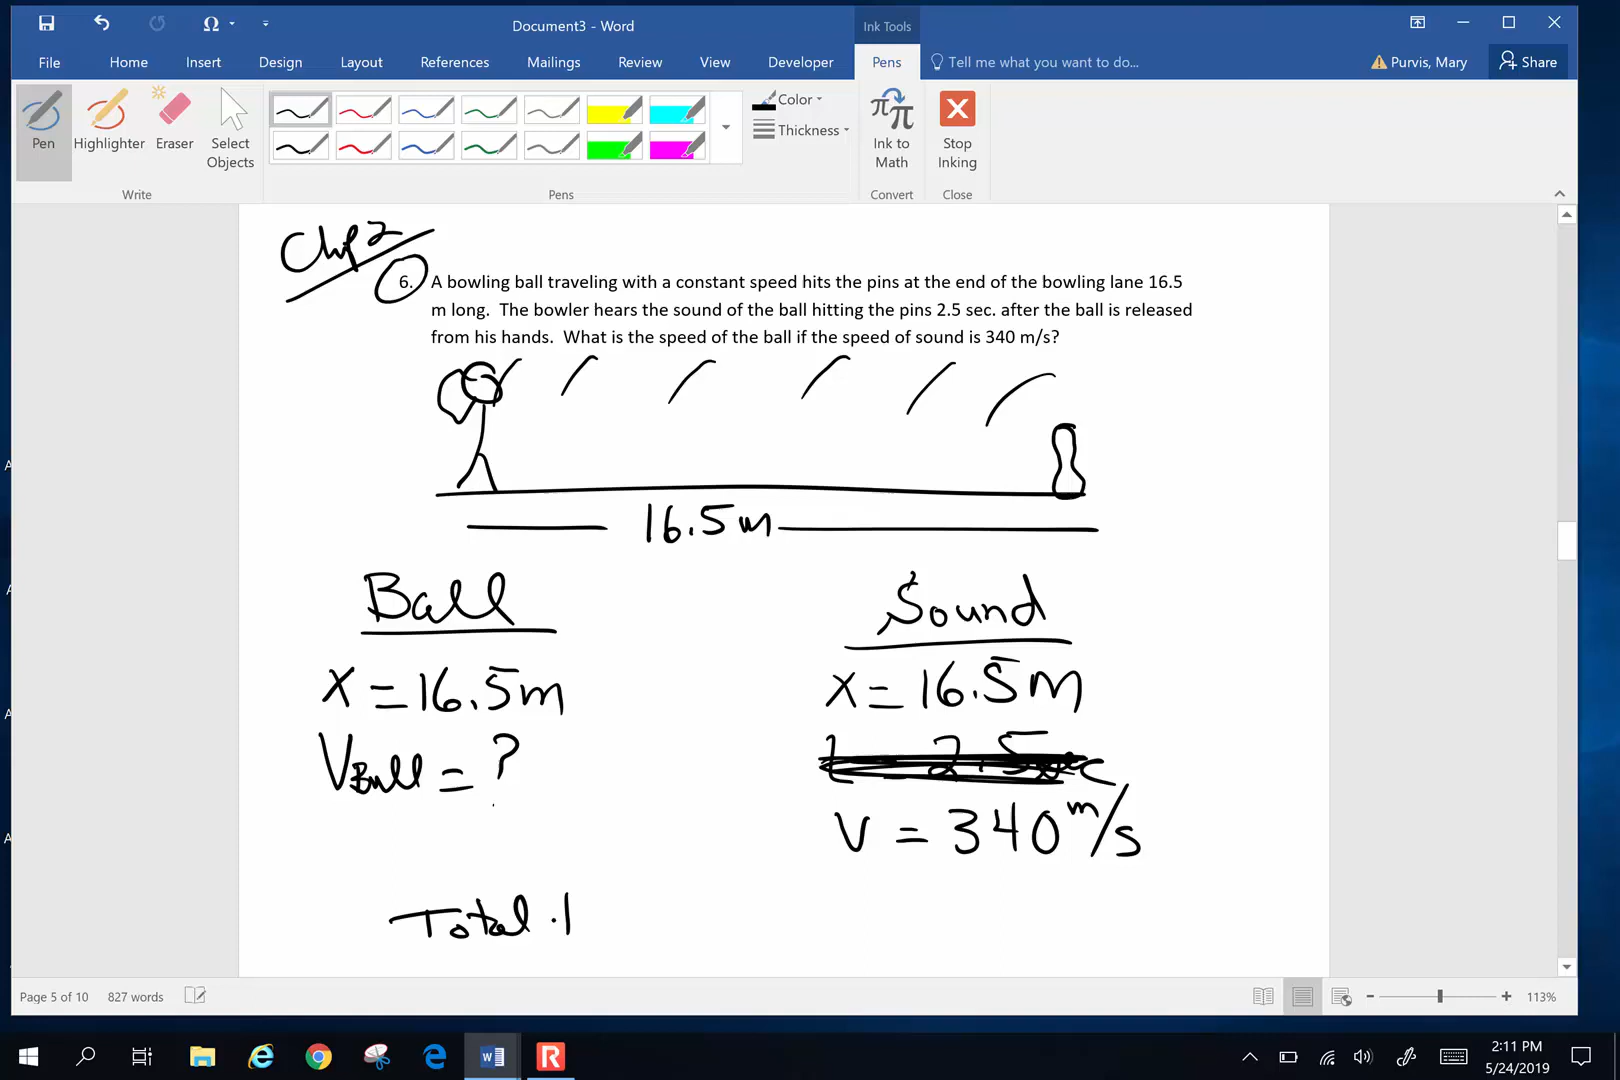 Document3 - Word
Ink Tools
File
Home
Insert
Design
Layout
References
Mailings
Review
View
Developer
Pens
Tell me what you want to do...
Purvis, Mary
Share
Pen
Highlighter
Eraser
Select Objects
Color
Thickness
Ink to Math
Stop Inking
Write
Pens
Convert
Close
Chp 2
6. A bowling ball traveling with a constant speed hits the pins at the end of the bowling lane 16.5
m long. The bowler hears the sound of the ball hitting the pins 2.5 sec. after the ball is released
from his hands. What is the speed of the ball if the speed of sound is 340 m/s?
16.5m
Ball
Sound
X = 16.5m
x = 16.5m
VBall = ?
t = 2.5sec
V = 340 m/s
Total
Page 5 of 10
827 words
113%
2:11 PM
5/24/2019